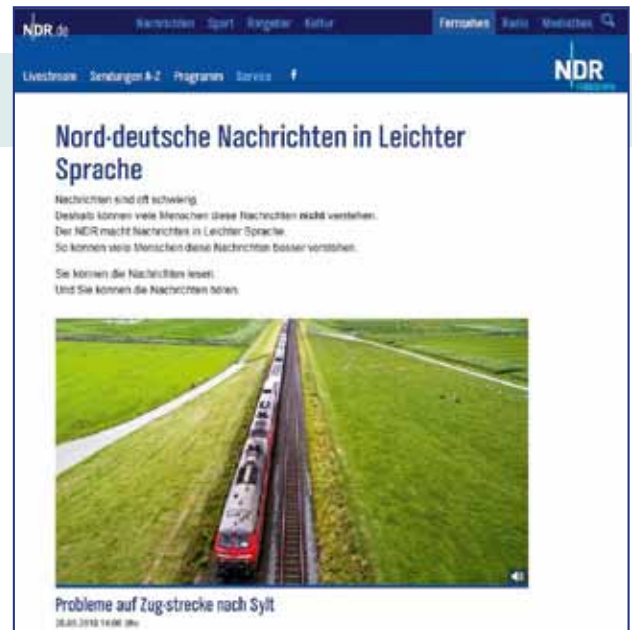 NDR.de
Nachrichten Sport Ratgeber Kultur
Fernsehen Radio Mediathek
Livestream Sendungen A-Z Programm Service f
NDR
Nord·deutsche Nachrichten in Leichter
Sprache
Nachrichten sind oft schwierig.
Deshalb können viele Menschen diese Nachrichten nicht verstehen.
Der NDR macht Nachrichten in Leichter Sprache.
So können viele Menschen diese Nachrichten besser verstehen.
Sie können die Nachrichten lesen.
Und Sie können die Nachrichten hören.
Probleme auf Zug·strecke nach Sylt